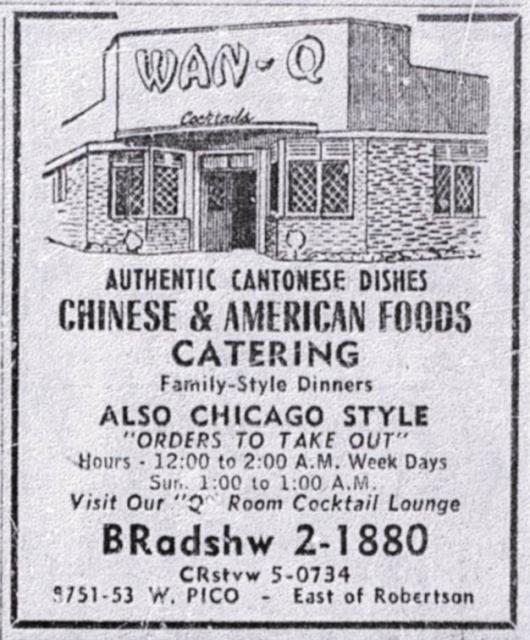 WAN-Q
Cocktails
AUTHENTIC CANTONESE DISHES
CHINESE & AMERICAN FOODS
CATERING
Family-Style Dinners
ALSO CHICAGO STYLE
"ORDERS TO TAKE OUT"
Hours - 12:00 to 2:00 A.M. Week Days
Sun. 1:00 to 1:00 A.M.
Visit Our "Q" Room Cocktail Lounge
BRadshw 2-1880
CRstvw 5-0734
8751-53 W. PICO - East of Robertson